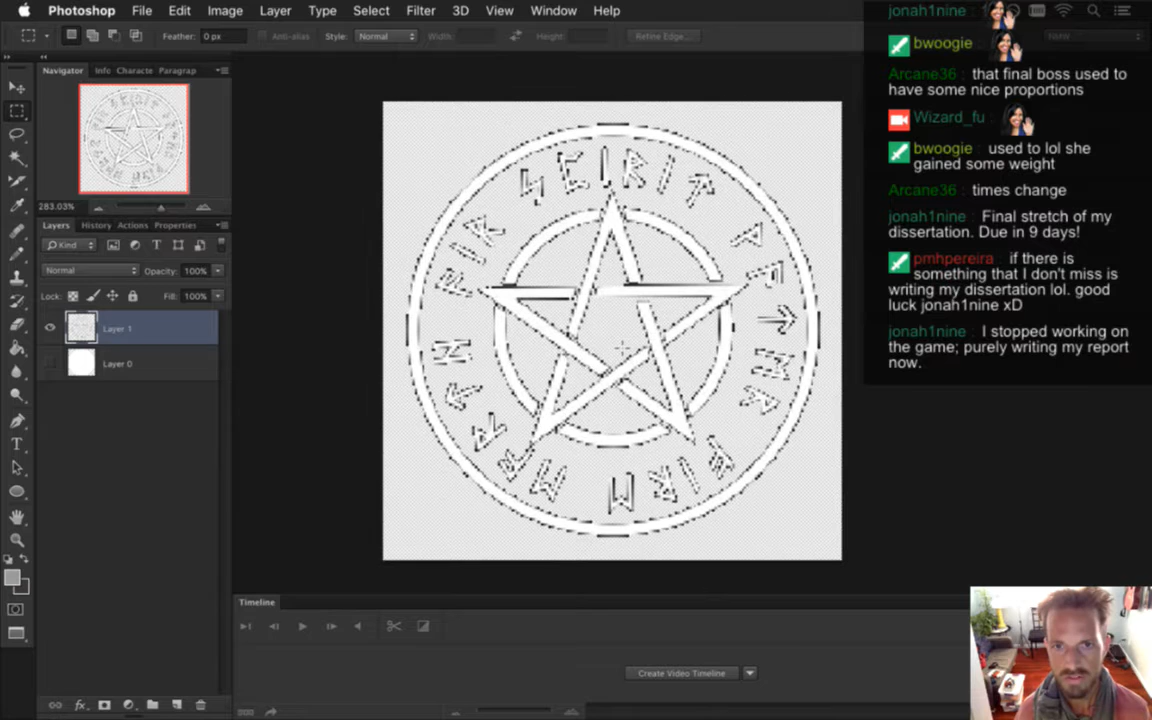 Photoshop File Edit Image Layer Type Select Filter 3D View Window Help
Feather: 0 px Anti-alias Style: Normal Width: Height: Refine Edge...
Navigator Info Characte Paragrap
283.03%
Layers History Actions Properties
Kind
Normal Opacity: 100%
Lock: Fill: 100%
Layer 1
Layer 0
Timeline
Create Video Timeline
jonah1nine :
bwoogie :
Arcane36 : that final boss used to
have some nice proportions
Wizard_fu :
bwoogie : used to lol she
gained some weight
Arcane36 : times change
jonah1nine : Final stretch of my
dissertation. Due in 9 days!
pmhpereira : if there is
something that I don't miss is
writing my dissertation lol. good
luck jonah1nine xD
jonah1nine : I stopped working on
the game; purely writing my report
now.